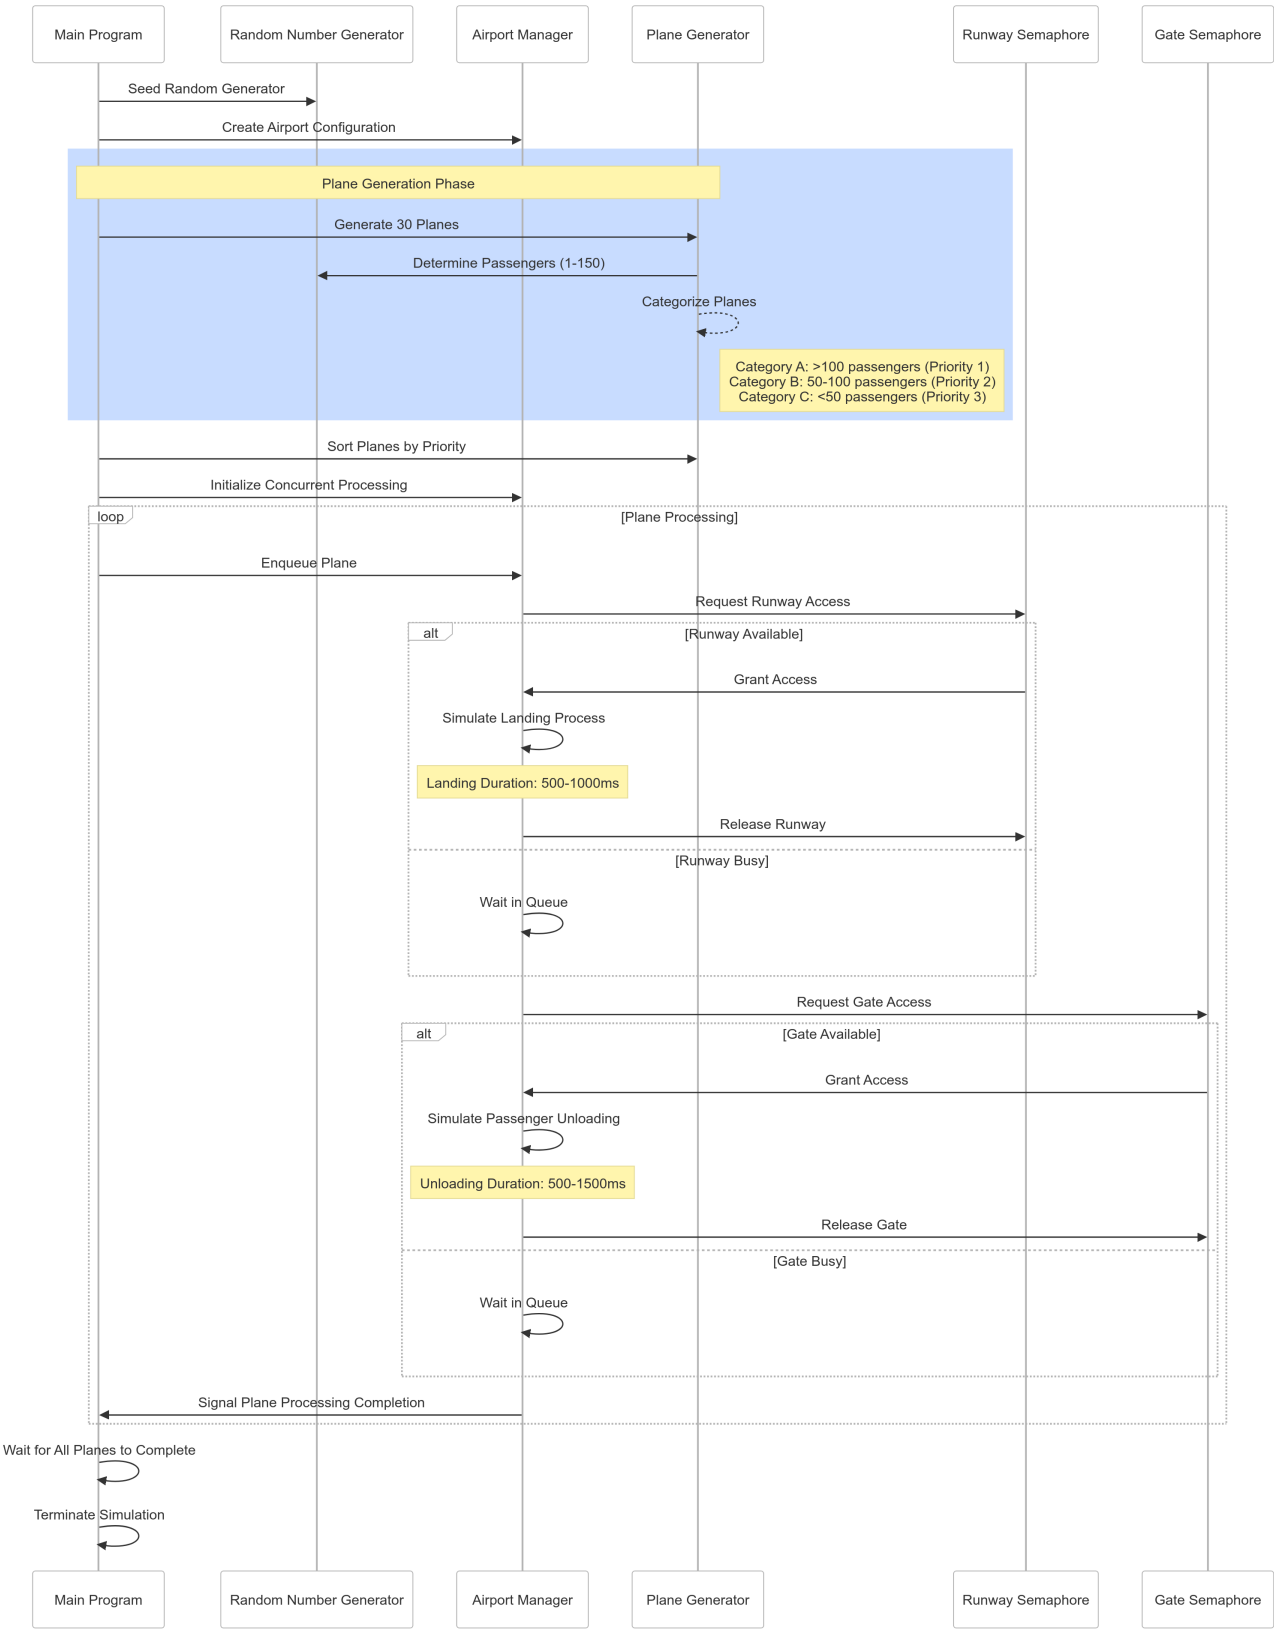 Main Program
Random Number Generator
Airport Manager
Plane Generator
Runway Semaphore
Gate Semaphore
Seed Random Generator
Create Airport Configuration
Plane Generation Phase
Generate 30 Planes
Determine Passengers (1-150)
Categorize Planes
Category A: >100 passengers (Priority 1)
Category B: 50-100 passengers (Priority 2)
Category C: <50 passengers (Priority 3)
Sort Planes by Priority
Initialize Concurrent Processing
loop
[Plane Processing]
Enqueue Plane
Request Runway Access
alt
[Runway Available]
Grant Access
Simulate Landing Process
Landing Duration: 500-1000ms
Release Runway
[Runway Busy]
Wait in Queue
Request Gate Access
alt
[Gate Available]
Grant Access
Simulate Passenger Unloading
Unloading Duration: 500-1500ms
Release Gate
[Gate Busy]
Wait in Queue
Signal Plane Processing Completion
Wait for All Planes to Complete
Terminate Simulation
Main Program
Random Number Generator
Airport Manager
Plane Generator
Runway Semaphore
Gate Semaphore